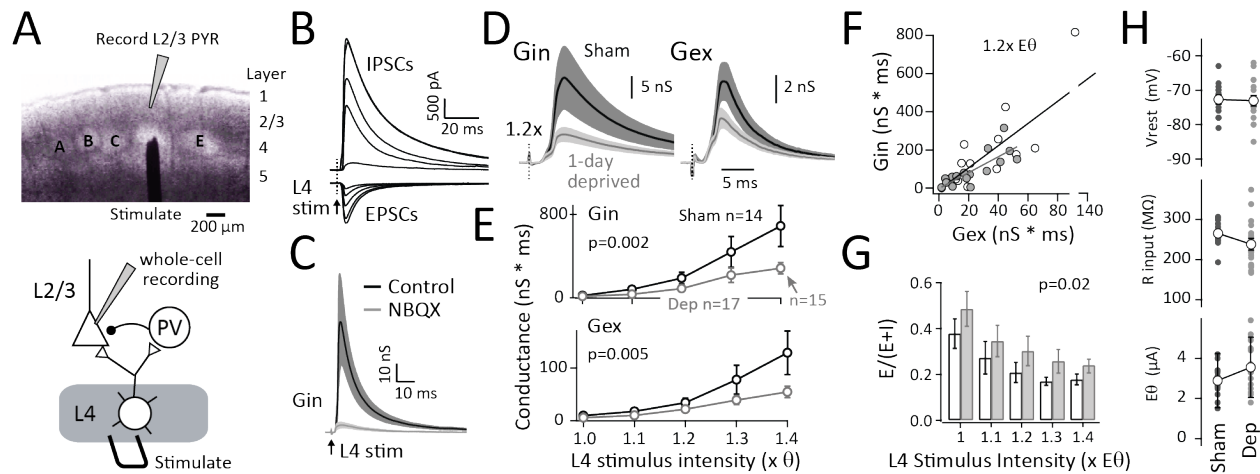 A
Record L2/3 PYR
Layer
1
2/3
4
5
A
B
C
E
Stimulate
200 µm
whole-cell
recording
L2/3
PV
L4
Stimulate
B
IPSCs
500 pA
20 ms
L4
stim
EPSCs
C
Control
NBQX
10 nS
10 ms
Gin
L4 stim
D
Gin
Sham
5 nS
1.2x
1-day
deprived
Gex
2 nS
5 ms
E
Conductance (nS * ms)
800
Gin
p=0.002
Sham n=14
0
Dep n=17
n=15
Gex
p=0.005
100
0
1.0
1.1
1.2
1.3
1.4
L4 stimulus intensity (x θ)
F
Gin (nS * ms)
800
600
400
200
0
1.2x Eθ
0
20
40
60
80
140
Gex (nS * ms)
G
E/(E+I)
0.6
0.4
0.2
0.0
p=0.02
1
1.1
1.2
1.3
1.4
L4 Stimulus Intensity (x Eθ)
H
Vrest (mV)
-60
-70
-80
-90
R input (MΩ)
300
200
100
Eθ (µA)
4
2
0
Sham
Dep